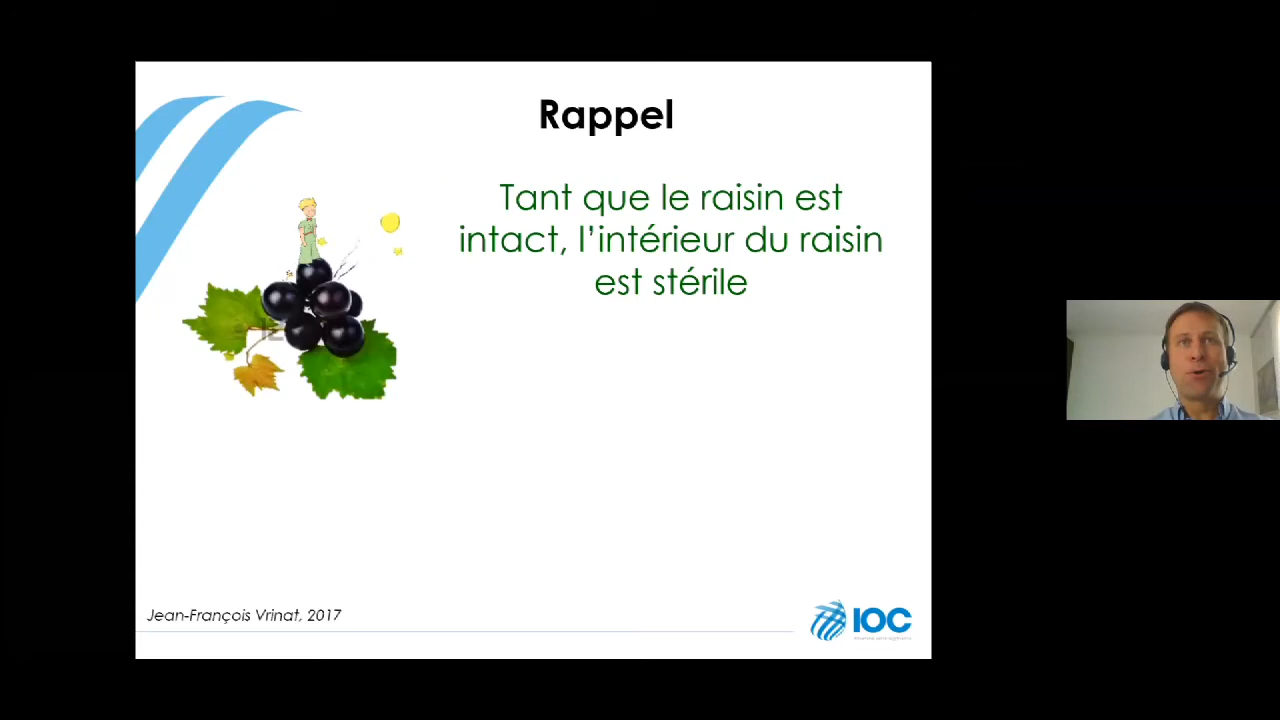 Rappel
Tant que le raisin est
intact, l'intérieur du raisin
est stérile
Jean-François Vrinat, 2017
IOC